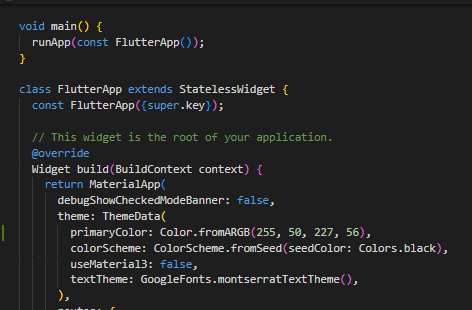 void main() {
runApp(const FlutterApp());
}
class FlutterApp extends StatelessWidget {
const FlutterApp({super.key});
// This widget is the root of your application.
@override
Widget build(BuildContext context) {
return MaterialApp(
debugShowCheckedModeBanner: false,
theme: ThemeData(
primaryColor: Color.fromARGB(255, 50, 227, 56),
colorScheme: ColorScheme.fromSeed(seedColor: Colors.black),
useMaterial3: false,
textTheme: GoogleFonts.montserratTextTheme(),
),